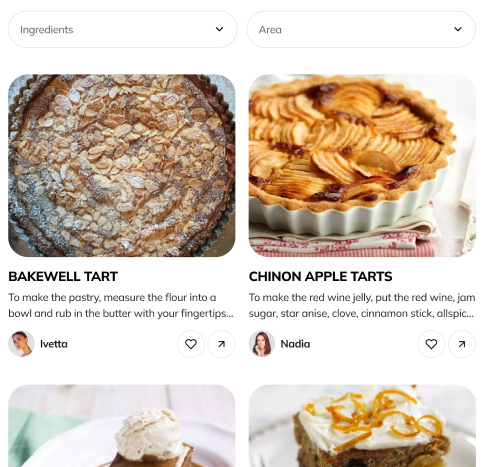 Ingredients
Area
BAKEWELL TART
To make the pastry, measure the flour into a
bowl and rub in the butter with your fingertips...
Ivetta
CHINON APPLE TARTS
To make the red wine jelly, put the red wine, jam
sugar, star anise, clove, cinnamon stick, allspic...
Nadia